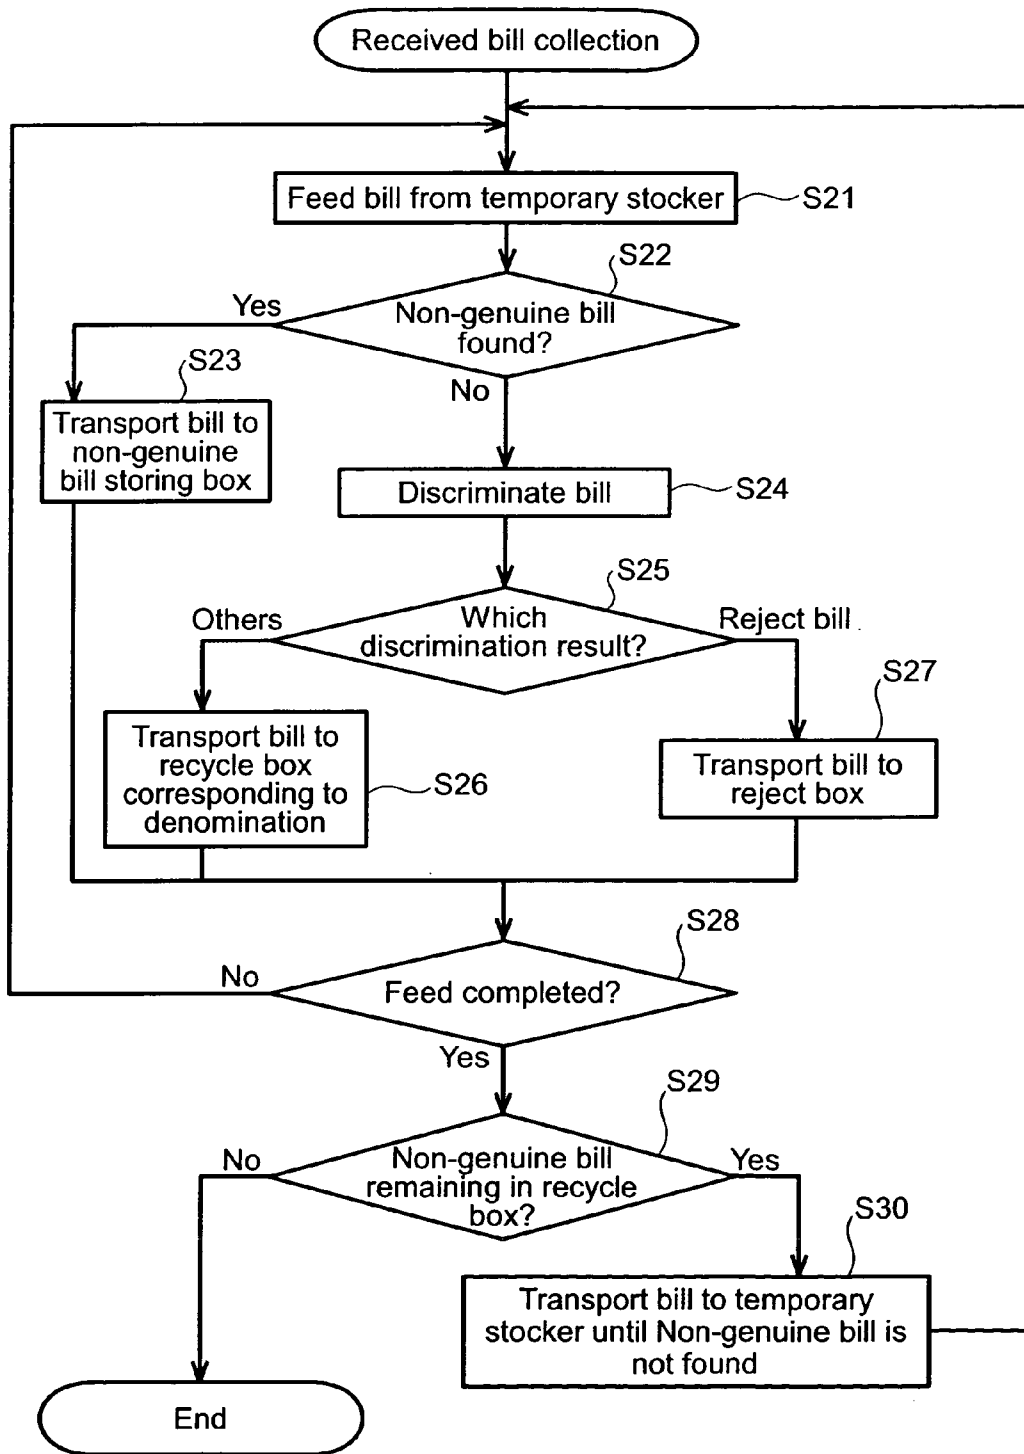 Received bill collection
Feed bill from temporary stocker
S21
S22
Yes
Non-genuine bill
found?
S23
No
Transport bill to
non-genuine
bill storing box
Discriminate bill
S24
S25
Others
Which
discrimination result?
Reject bill
S27
Transport bill to
recycle box
corresponding to
denomination
S26
Transport bill to
reject box
S28
No
Feed completed?
Yes
S29
No
Non-genuine bill
remaining in recycle
box?
Yes
S30
Transport bill to temporary
stocker until Non-genuine bill is
not found
End